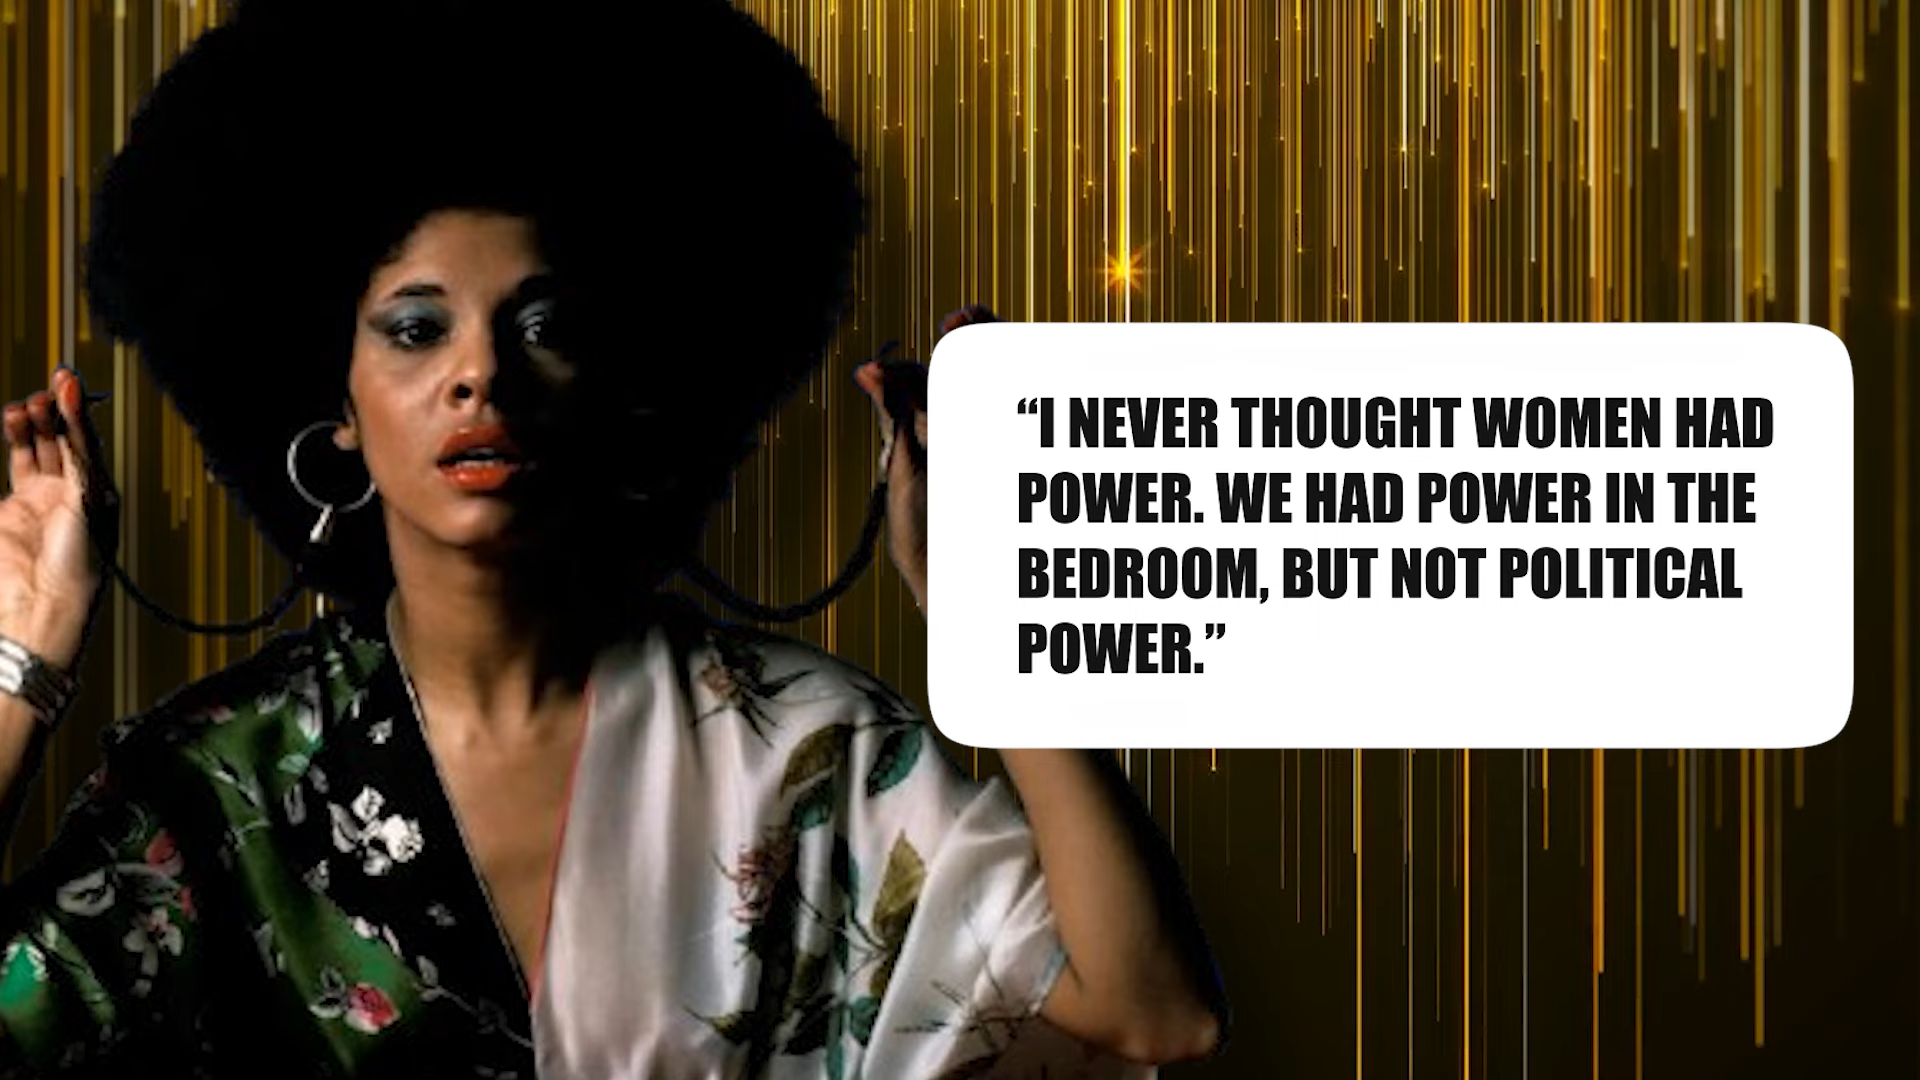 “I NEVER THOUGHT WOMEN HAD
POWER. WE HAD POWER IN THE
BEDROOM, BUT NOT POLITICAL
POWER.”